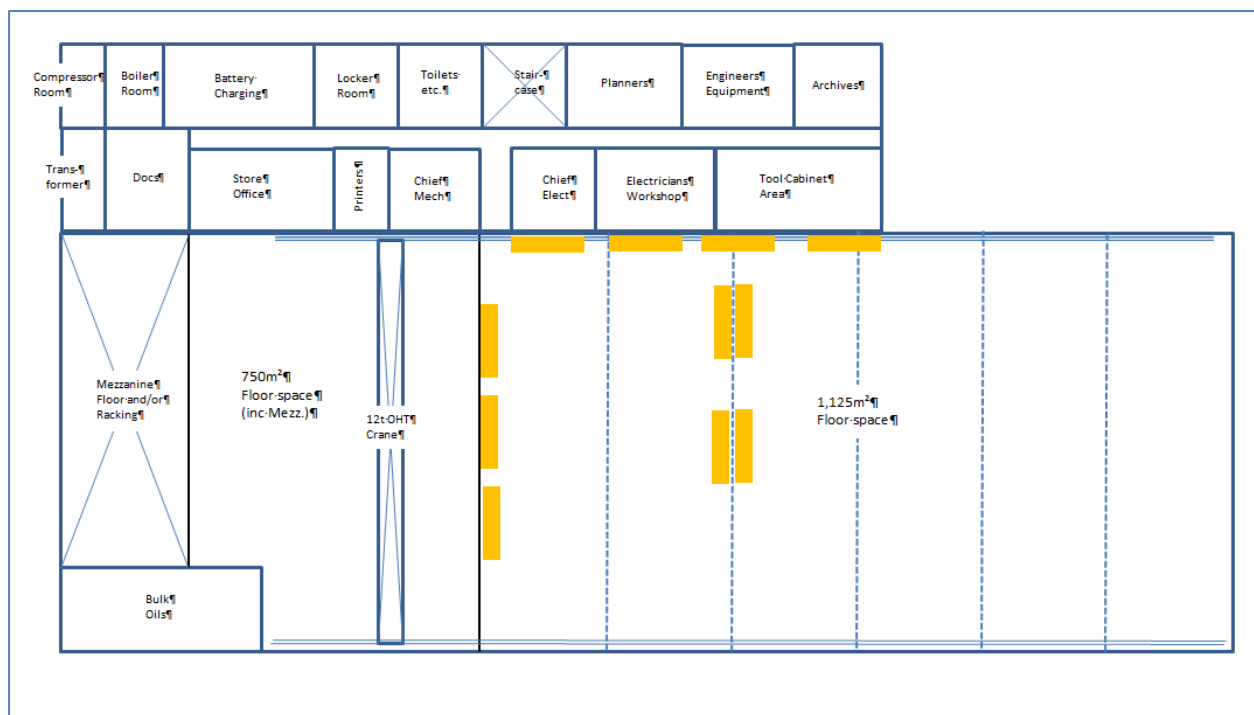 Compressor¶
Room¶
Boiler¶
Room¶
Battery·
Charging¶
Locker¶
Room¶
Toilets·
etc.¶
Stair-¶
case¶
Planners¶
Engineers¶
Equipment¶
Archives¶
Trans-¶
former¶
Docs¶
Store¶
Office¶
Printers¶
Chief¶
Mech¶
Chief¶
Elect¶
Electricians¶
Workshop¶
Tool·Cabinet¶
Area¶
Mezzanine¶
Floor·and/or¶
Racking¶
750m²¶
Floor·space¶
(inc·Mezz.)¶
12t·OHT¶
Crane¶
1,125m²¶
Floor·space¶
Bulk¶
Oils¶